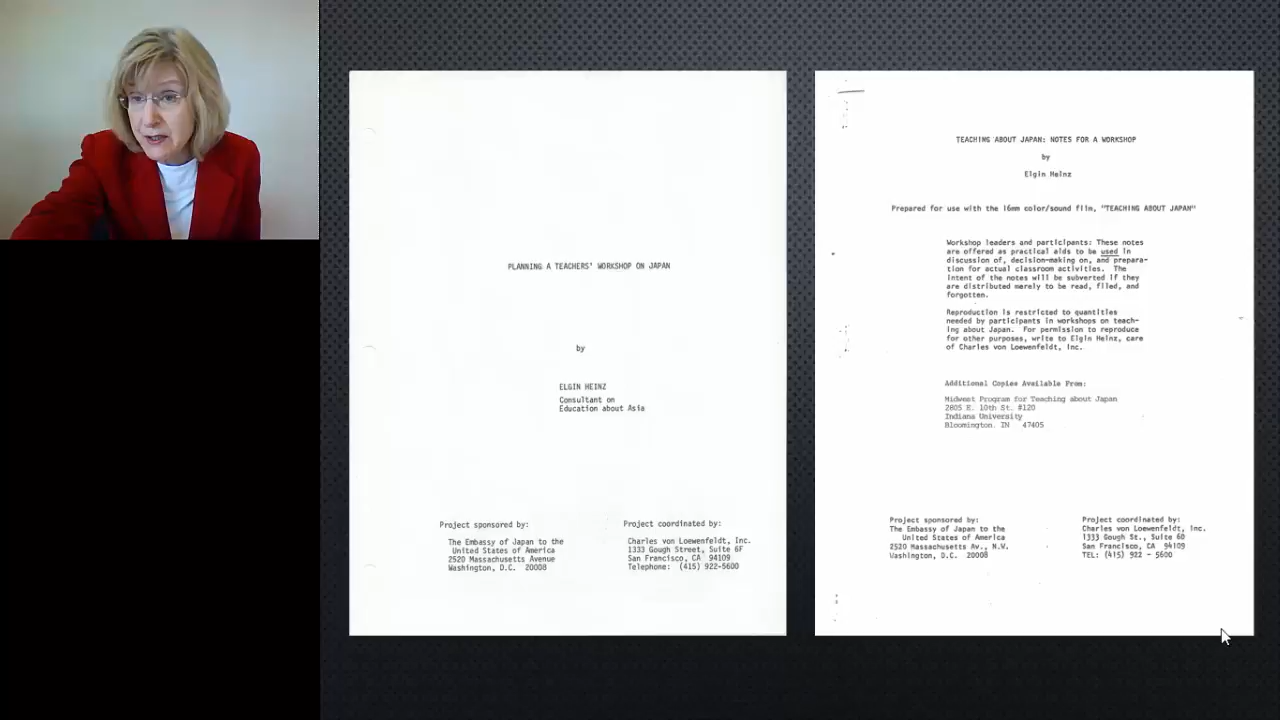 PLANNING A TEACHERS' WORKSHOP ON JAPAN
by
ELGIN HEINZ
Consultant on
Education about Asia
Project sponsored by:
The Embassy of Japan to the
United States of America
2520 Massachusetts Avenue
Washington, D.C. 20008
Project coordinated by:
Charles von Loewenfeldt, Inc.
1333 Gough Street, Suite 6F
San Francisco, CA 94109
Telephone: (415) 922-5600
TEACHING ABOUT JAPAN: NOTES FOR A WORKSHOP
by
Elgin Heinz
Prepared for use with the 16mm color/sound film, "TEACHING ABOUT JAPAN"
Workshop leaders and participants: These notes
are offered as practical aids to be used in
discussion of, decision-making on, and prepara-
tion for actual classroom activities. The
intent of the notes will be subverted if they
are distributed merely to be read, filed, and
forgotten.
Reproduction is restricted to quantities
needed by participants in workshops on teach-
ing about Japan. For permission to reproduce
for other purposes, write to Elgin Heinz, care
of Charles von Loewenfeldt, Inc.
Additional Copies Available From:
Midwest Program for Teaching about Japan
2805 E. 10th St. #120
Indiana University
Bloomington. IN 47405
Project sponsored by:
The Embassy of Japan to the
United States of America
2520 Massachusetts Av., N.W.
Washington, D.C. 20008
Project coordinated by:
Charles von Loewenfeldt, Inc.
1333 Gough St., Suite 6D
San Francisco, CA 94109
TEL: (415) 922 - 5600